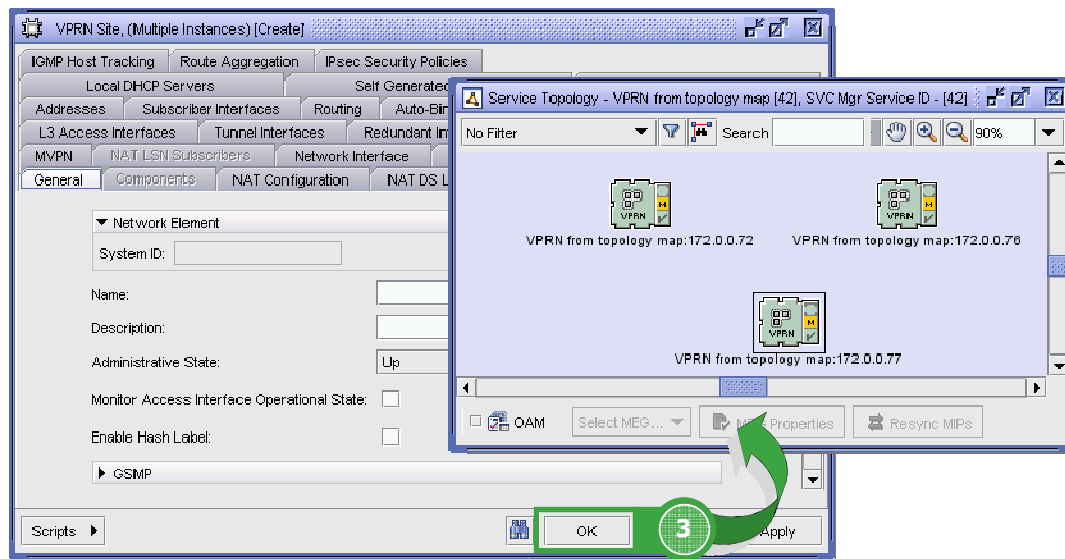 VPRN Site, (Multiple Instances) [Create]
IGMP Host Tracking
Route Aggregation
IPsec Security Policies
Local DHCP Servers
Self Generated
Addresses
Subscriber Interfaces
Routing
Auto-Bin
L3 Access Interfaces
Tunnel Interfaces
Redundant In
MVPN
NAT LSN Subscribers
Network Interface
General
Components
NAT Configuration
NAT DS L
Network Element
System ID:
Name:
Description:
Administrative State:
Up
Monitor Access Interface Operational State:
Enable Hash Label:
GSMP
Scripts
OK
3
Apply
Service Topology - VPRN from topology map [42], SVC Mgr Service ID - [42]
No Filter
Search
90%
M
VPRN
VPRN from topology map:172.0.0.72
M
VPRN
VPRN from topology map:172.0.0.76
M
VPRN
VPRN from topology map:172.0.0.77
OAM
Select MEG...
Properties
Resync MIPs